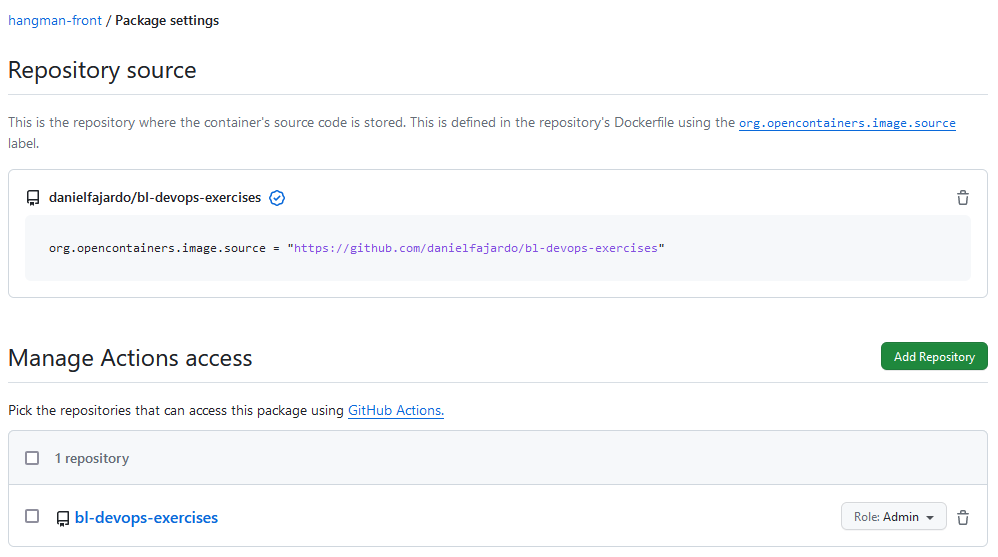 hangman-front / Package settings
Repository source
This is the repository where the container's source code is stored. This is defined in the repository's Dockerfile using the org.opencontainers.image.source
label.
danielfajardo/bl-devops-exercises
org.opencontainers.image.source = "https://github.com/danielfajardo/bl-devops-exercises"
Manage Actions access
Add Repository
Pick the repositories that can access this package using GitHub Actions.
1 repository
bl-devops-exercises
Role: Admin